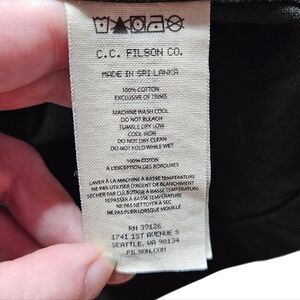 C.C. FILSON CO.
MADE IN SRI LANKA
100% COTTON
EXCLUSIVE OF TRIMS
MACHINE WASH COOL
DO NOT BLEACH
TUMBLE DRY LOW
COOL IRON
DO NOT DRY CLEAN
DO NOT FOLD WHILE WET
100% COTON
A L'EXCEPTION DES BORDURES
LAVER À LA MACHINE À BASSE TEMPÉRATURE
NE PAS UTILISER D'AGENT DE BLANCHIMENT
SÉCHER PAR CULBUTAGE À BASSE TEMPÉRATURE
REPASSER À BASSE TEMPÉRATURE
NE PAS NETTOYER À SEC
NE PAS PLIER LORSQUE MOUILLÉ
RN 39126
1741 1ST AVENUE S
SEATTLE, WA 98134
FILSON.COM